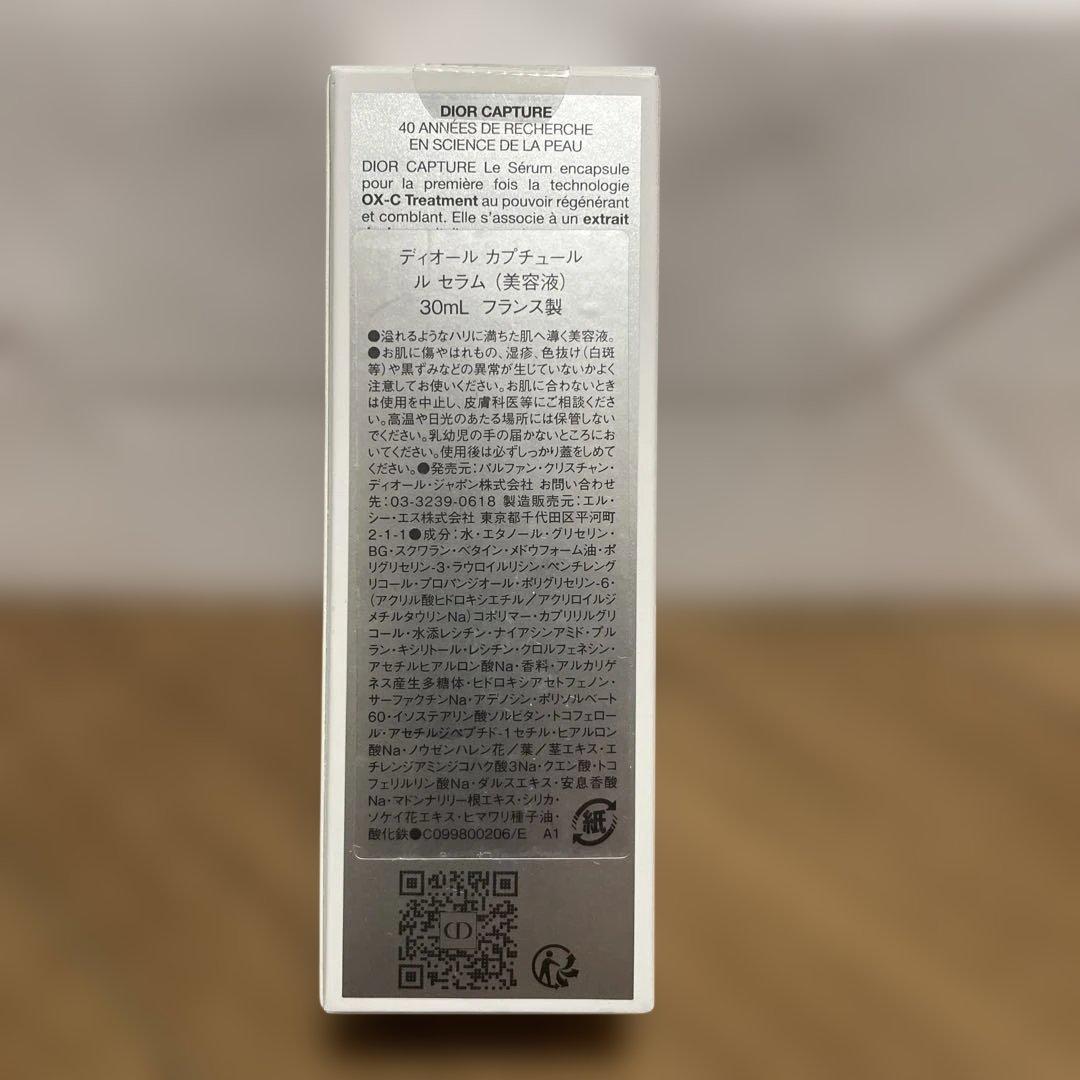 DIOR CAPTURE
40 ANNÉES DE RECHERCHE
EN SCIENCE DE LA PEAU
DIOR CAPTURE Le Sérum encapsule
pour la première fois la technologie
OX-C Treatment au pouvoir régénérant
et comblant. Elle s'associe à un extrait
ディオール カプチュール
ル セラム（美容液）
30mL フランス製
●溢れるようなハリに満ちた肌へ導く美容液。
●お肌に傷やはれもの、湿疹、色抜け（白斑
等）や黒ずみなどの異常が生じていないかよく
注意してお使いください。お肌に合わないとき
は使用を中止し、皮膚科医等にご相談くださ
い。高温や日光のあたる場所には保管しない
でください。乳幼児の手の届かないところにお
いてください。使用後は必ずしっかり蓋をしめて
ください。●発売元：パルファン・クリスチャン・
ディオール・ジャポン株式会社 お問い合わせ
先：03-3239-0618 製造販売元：エル・
シー・エス株式会社 東京都千代田区平河町
2-1-1●成分：水・エタノール・グリセリン・
BG・スクワラン・ベタイン・メドウフォーム油・ポ
リグリセリン-3・ラウロイルリシン・ペンチレング
リコール・プロパンジオール・ポリグリセリン-6・
（アクリル酸ヒドロキシエチル／アクリロイルジ
メチルタウリンNa）コポリマー・カプリリルグリ
コール・水添レシチン・ナイアシンアミド・プル
ラン・キシリトール・レシチン・クロルフェネシン・
アセチルヒアルロン酸Na・香料・アルカリゲ
ネス産生多糖体・ヒドロキシアセトフェノン・
サーファクチンNa・アデノシン・ポリソルベート
60・イソステアリン酸ソルビタン・トコフェロー
ル・アセチルジペプチド-1セチル・ヒアルロン
酸Na・ノウゼンハレン花／葉／茎エキス・エ
チレンジアミンジコハク酸3Na・クエン酸・トコ
フェリルリン酸Na・ダルスエキス・安息香酸
Na・マドンナリリー根エキス・シリカ・
ソケイ花エキス・ヒマワリ種子油・
酸化鉄●C099800206/E A1
紙
CD